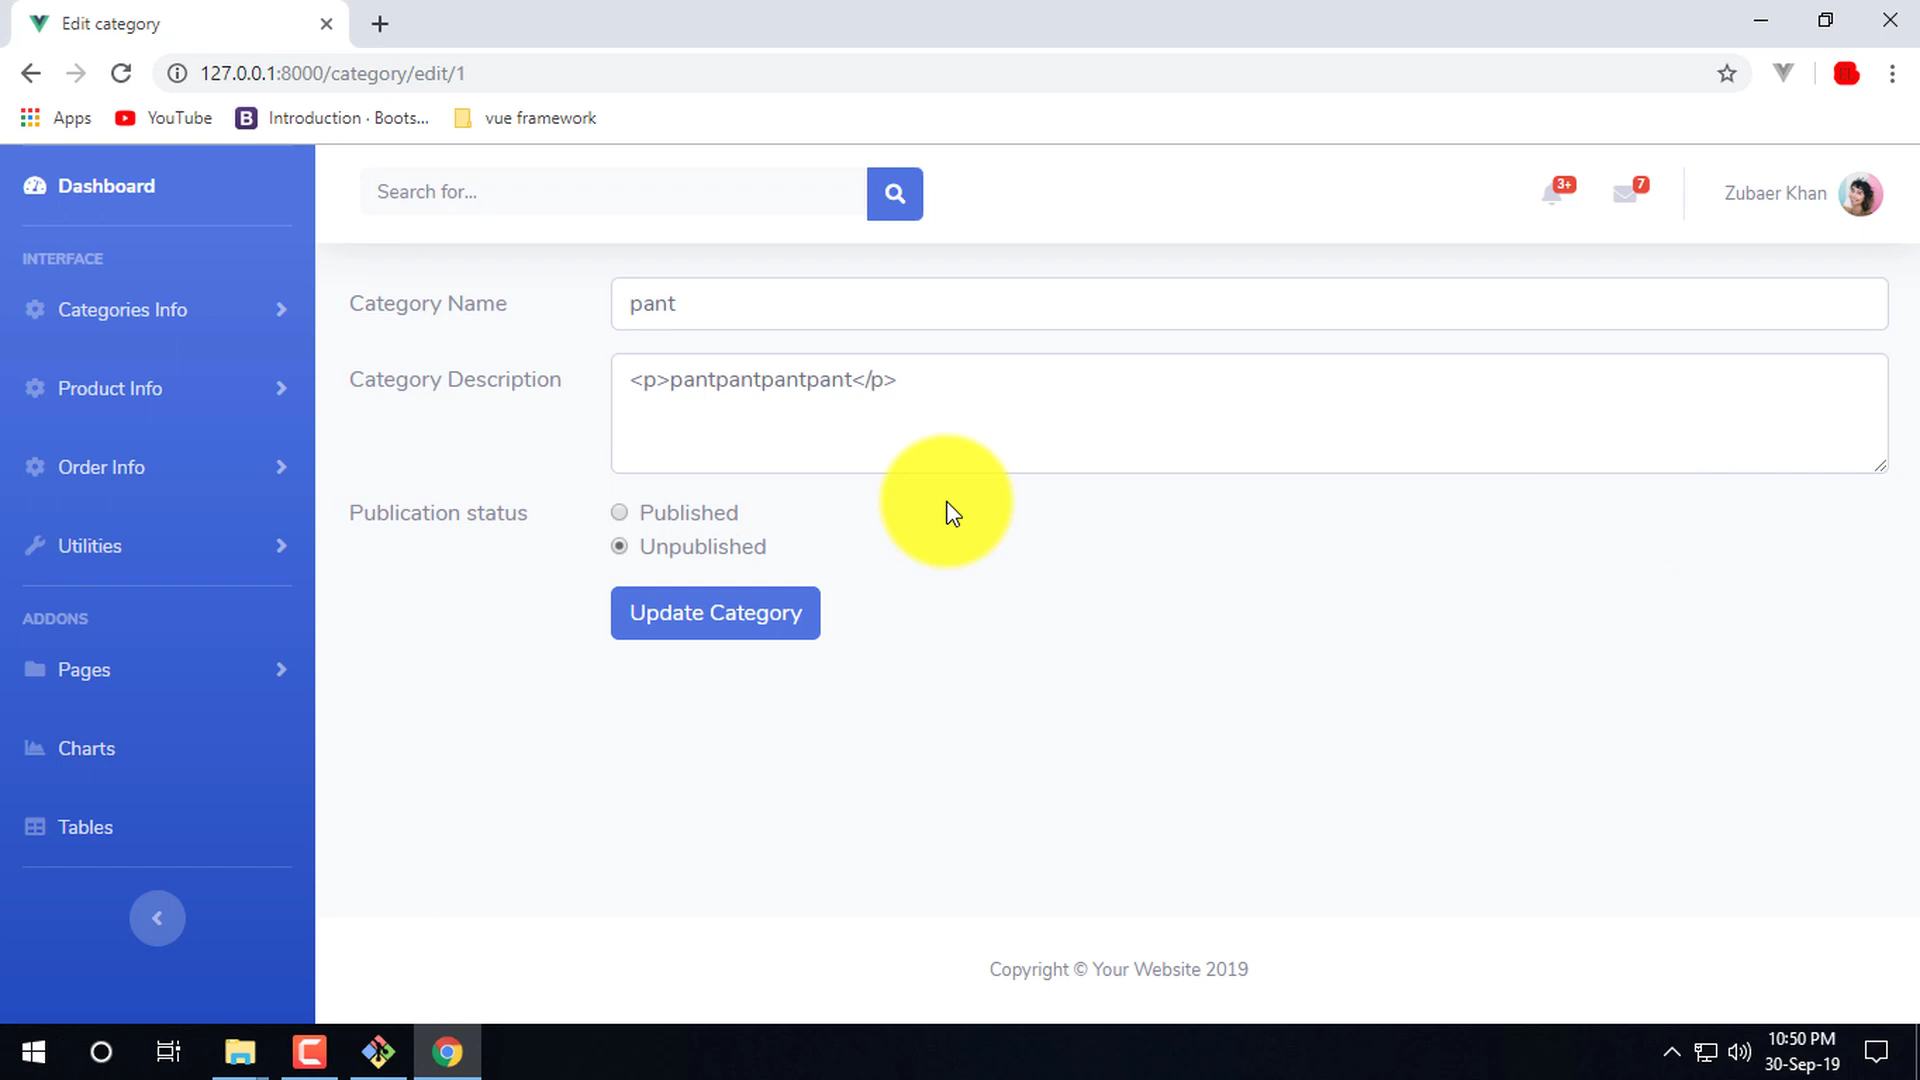 Edit category
127.0.0.1:8000/category/edit/1
Apps
YouTube
B
Introduction · Boots...
vue framework
Dashboard
Search for...
3+
7
Zubaer Khan
INTERFACE
Categories Info
Product Info
Order Info
Utilities
ADDONS
Pages
Charts
Tables
Category Name
pant
Category Description
<p>pantpantpantpant</p>
Publication status
Published
Unpublished
Update Category
Copyright © Your Website 2019
10:50 PM
30-Sep-19